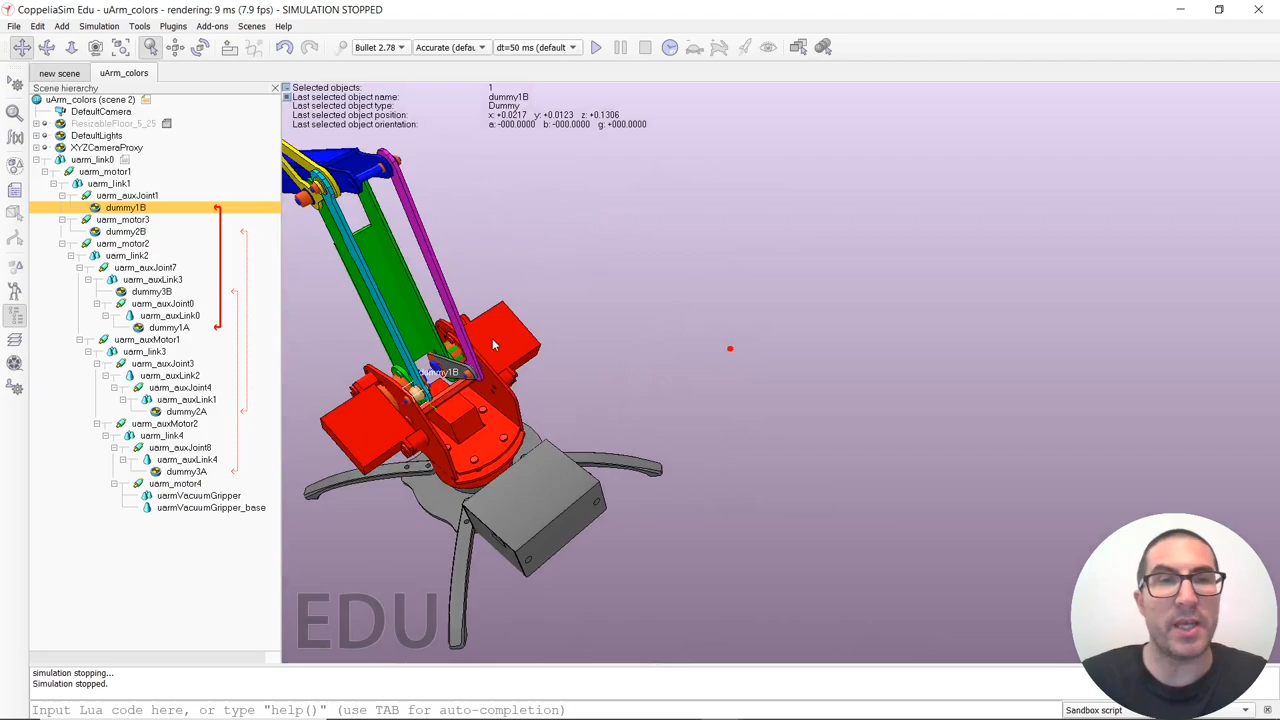 CoppeliaSim Edu - uArm_colors - rendering: 9 ms (7.9 fps) - SIMULATION STOPPED
File Edit Add Simulation Tools Plugins Add-ons Scenes Help
Bullet 2.78 Accurate (defau dt=50 ms (default
new scene uArm_colors
Scene hierarchy
uArm_colors (scene 2)
DefaultCamera
ResizableFloor_5_25
DefaultLights
XYZCameraProxy
uarm_link0
uarm_motor1
uarm_link1
uarm_auxJoint1
dummy1B
uarm_motor3
dummy2B
uarm_motor2
uarm_link2
uarm_auxJoint7
uarm_auxLink3
dummy3B
uarm_auxJoint0
uarm_auxLink0
dummy1A
uarm_auxMotor1
uarm_link3
uarm_auxJoint3
uarm_auxLink2
uarm_auxJoint4
uarm_auxLink1
dummy2A
uarm_auxMotor2
uarm_link4
uarm_auxJoint8
uarm_auxLink4
dummy3A
uarm_motor4
uarmVacuumGripper
uarmVacuumGripper_base
Selected objects: 1
Last selected object name: dummy1B
Last selected object type: Dummy
Last selected object position: x: +0.0217 y: +0.0123 z: +0.1306
Last selected object orientation: a: -000.0000 b: -000.0000 g: +000.0000
dummy1B
EDU
simulation stopping...
Simulation stopped.
Input Lua code here, or type "help()" (use TAB for auto-completion)
Sandbox script